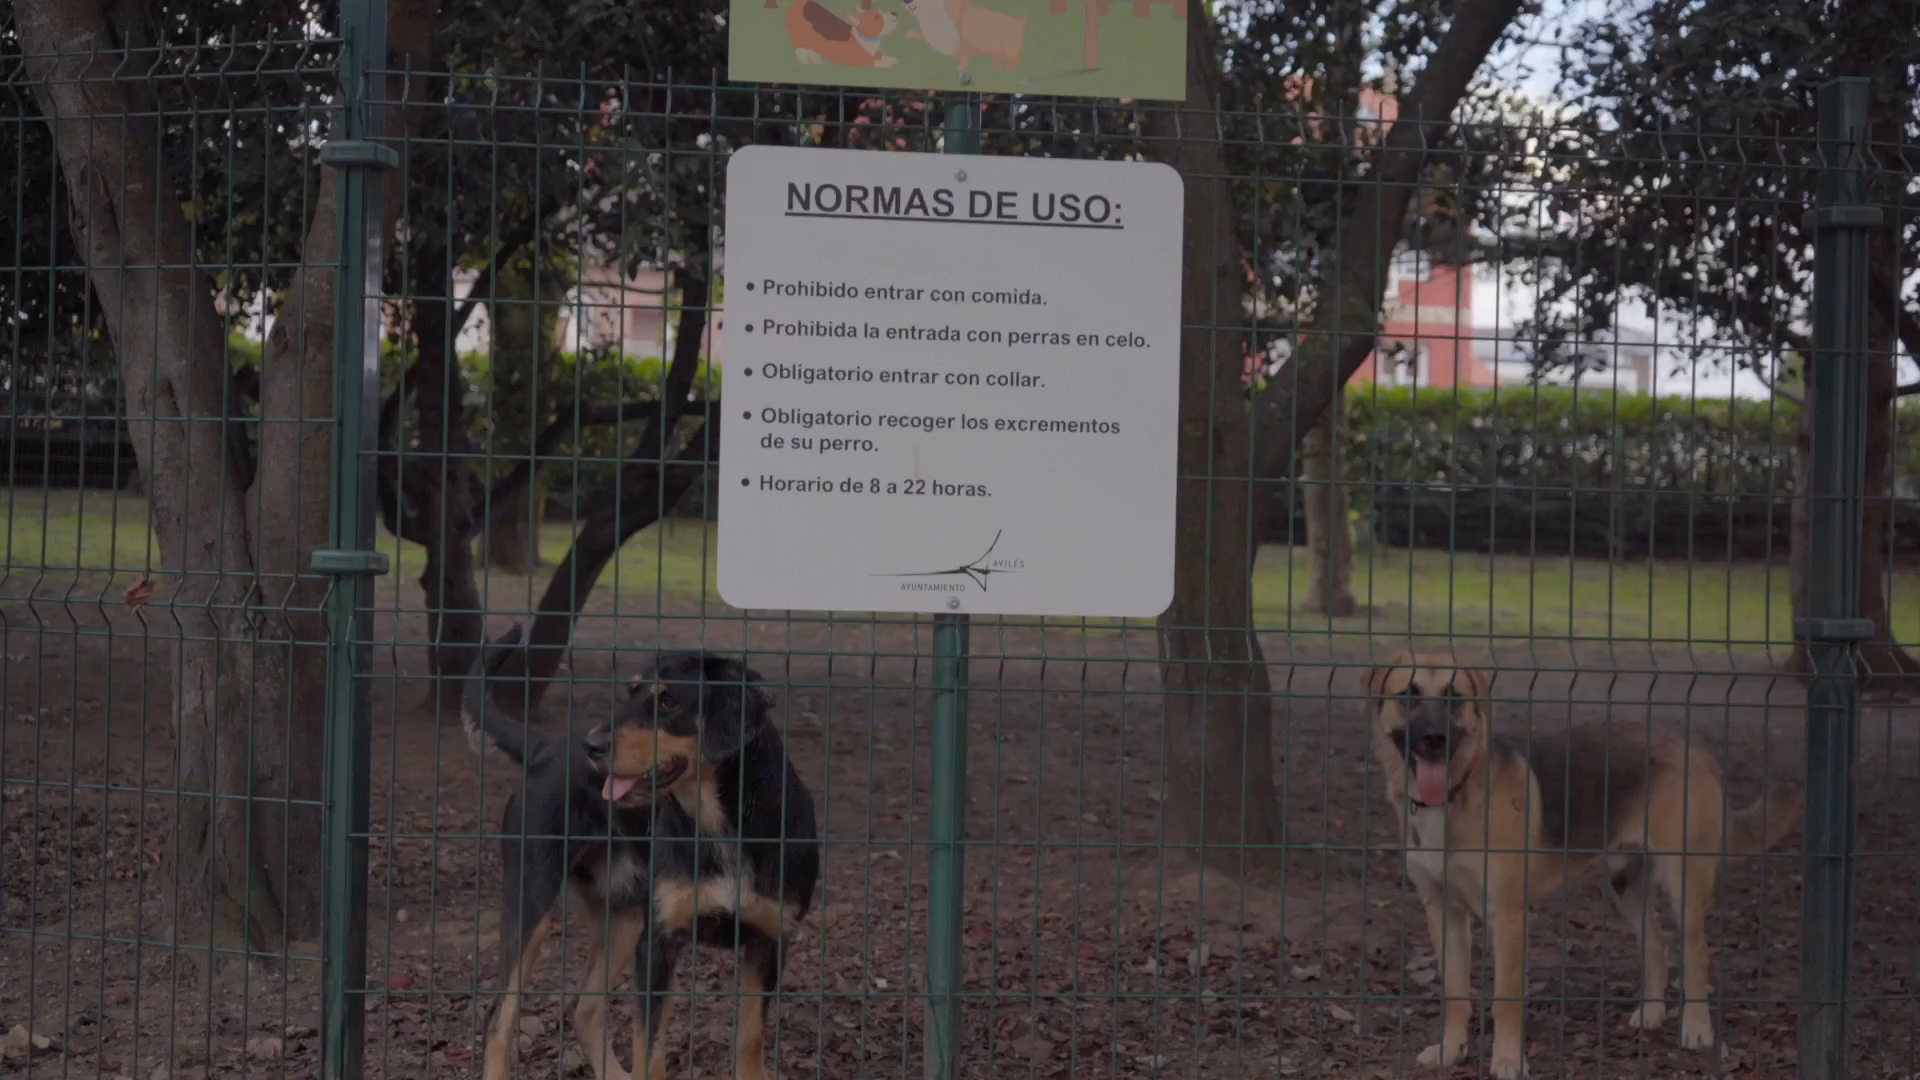 NORMAS DE USO:
• Prohibido entrar con comida.
• Prohibida la entrada con perras en celo.
• Obligatorio entrar con collar.
• Obligatorio recoger los excrementos
de su perro.
• Horario de 8 a 22 horas.
AVILÉS
AYUNTAMIENTO